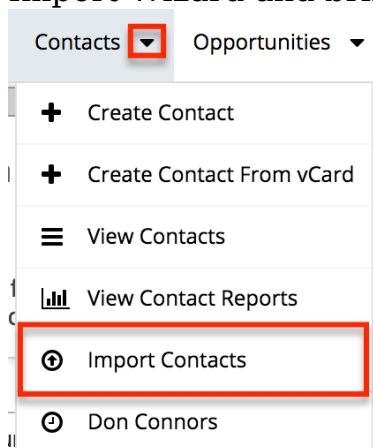 Contacts Opportunities
Create Contact
Create Contact From vCard
View Contacts
View Contact Reports
Import Contacts
Don Connors